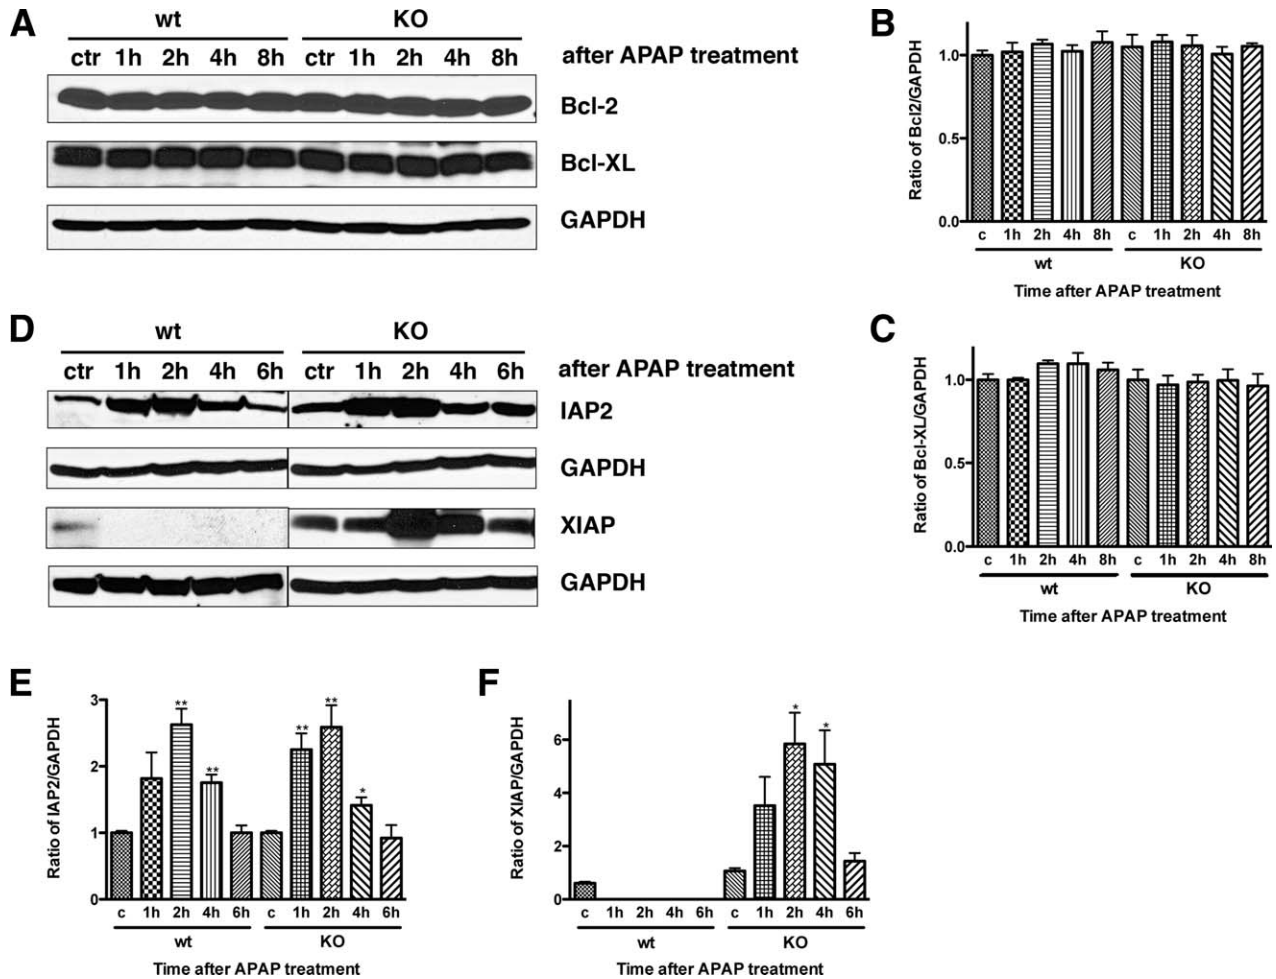 A
wt KO
ctr 1h 2h 4h 8h ctr 1h 2h 4h 8h after APAP treatment
Bcl-2
Bcl-XL
GAPDH
B
Ratio of Bcl2/GAPDH
1.0
0.5
0.0
c 1h 2h 4h 8h c 1h 2h 4h 8h
wt KO
Time after APAP treatment
D
wt KO
ctr 1h 2h 4h 6h ctr 1h 2h 4h 6h after APAP treatment
IAP2
GAPDH
XIAP
GAPDH
C
Ratio of Bcl-XL/GAPDH
1.0
0.5
0.0
c 1h 2h 4h 8h c 1h 2h 4h 8h
wt KO
Time after APAP treatment
E
Ratio of IAP2/GAPDH
3
2
1
0
** ** ** ** *
c 1h 2h 4h 6h c 1h 2h 4h 6h
wt KO
Time after APAP treatment
F
Ratio of XIAP/GAPDH
6
4
2
0
* *
c 1h 2h 4h 6h c 1h 2h 4h 6h
wt KO
Time after APAP treatment